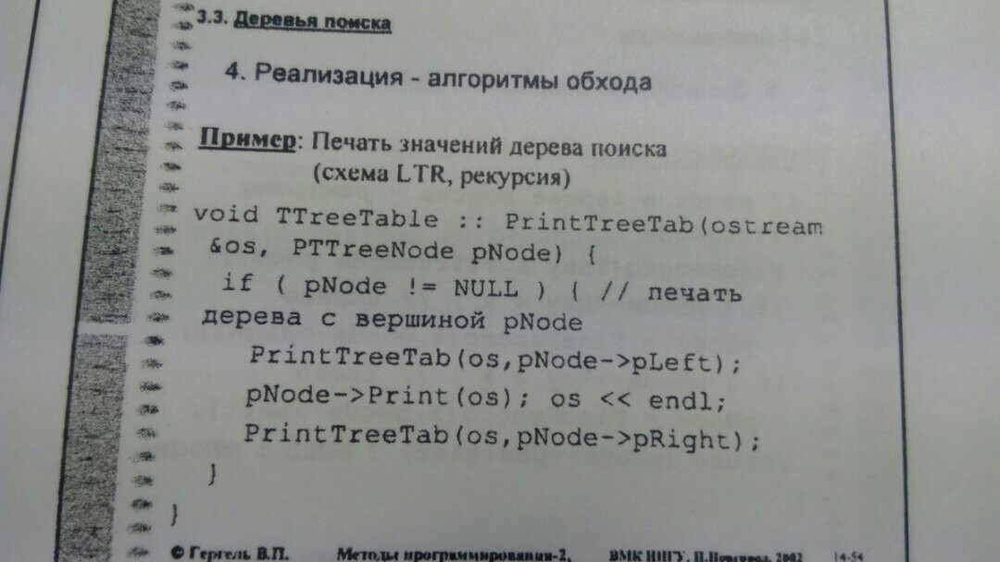 3.3. Деревья поиска
4. Реализация - алгоритмы обхода
Пример: Печать значений дерева поиска
(схема LTR, рекурсия)
void TTreeTable :: PrintTreeTab(ostream
&os, PTTreeNode pNode) {
if ( pNode != NULL ) { // печать
дерева с вершиной pNode
PrintTreeTab(os,pNode->pLeft);
pNode->Print(os); os << endl;
PrintTreeTab(os,pNode->pRight);
}
}
© Гергель В.П. Методы программирования-2, ВМК ННГУ, Н.Новгород, 2002 14-54